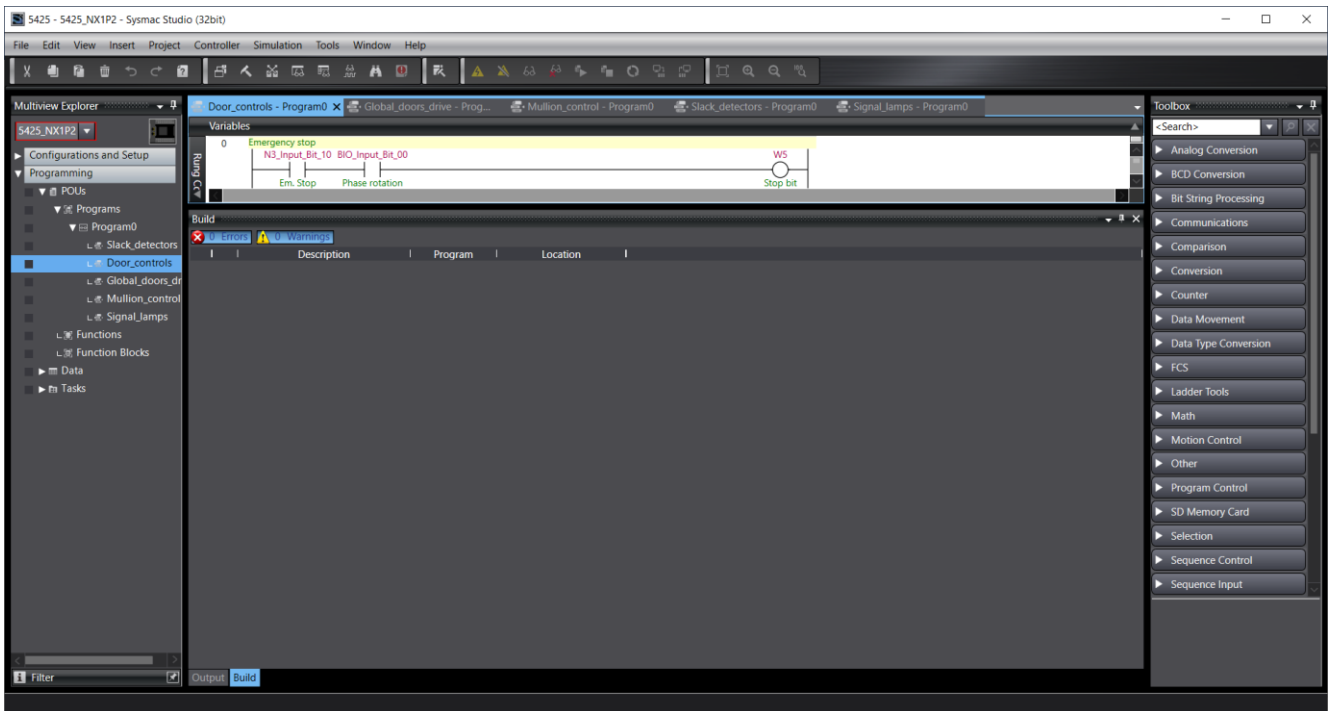 5425 - 5425_NX1P2 - Sysmac Studio (32bit)
File Edit View Insert Project Controller Simulation Tools Window Help
Multiview Explorer
5425_NX1P2
Configurations and Setup
Programming
POUs
Programs
Program0
Slack_detectors
Door_controls
Global_doors_dr
Mullion_control
Signal_lamps
Functions
Function Blocks
Data
Tasks
Filter
Door_controls - Program0
Global_doors_drive - Prog...
Mullion_control - Program0
Slack_detectors - Program0
Signal_lamps - Program0
Variables
Rung Co
0 Emergency stop
N3_Input_Bit_10 BIO_Input_Bit_00 W5
Em. Stop Phase rotation Stop bit
Build
0 Errors 0 Warnings
Description Program Location
Output Build
Toolbox
<Search>
Analog Conversion
BCD Conversion
Bit String Processing
Communications
Comparison
Conversion
Counter
Data Movement
Data Type Conversion
FCS
Ladder Tools
Math
Motion Control
Other
Program Control
SD Memory Card
Selection
Sequence Control
Sequence Input